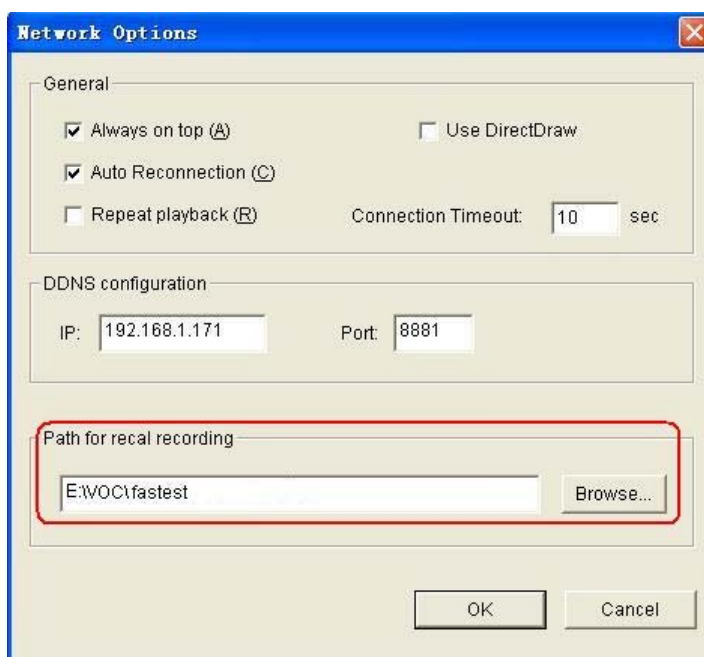 Network Options
General
Always on top (A)
Use DirectDraw
Auto Reconnection (C)
Repeat playback (R)
Connection Timeout: 10 sec
DDNS configuration
IP: 192.168.1.171 Port: 8881
Path for recal recording
E:\VOC\fastest Browse...
OK Cancel